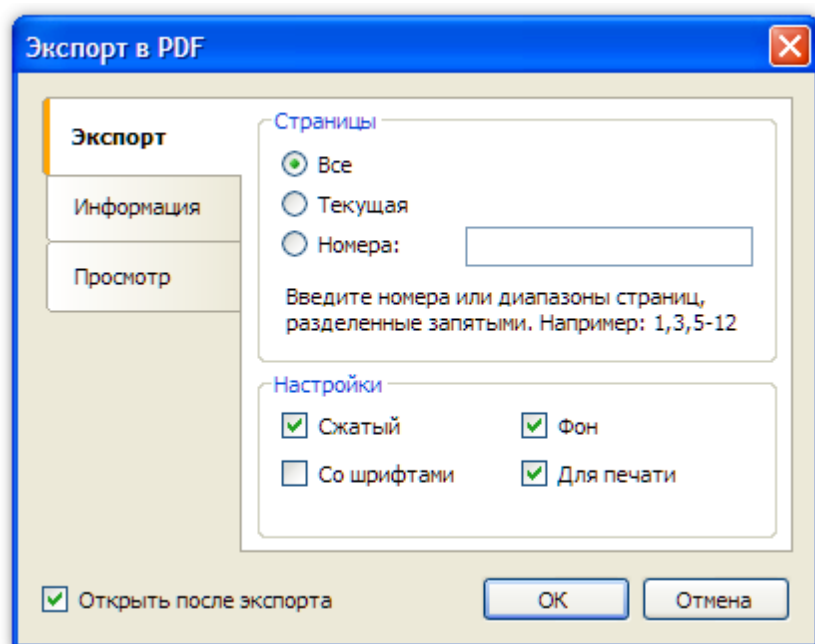 Экспорт в PDF
Экспорт
Информация
Просмотр
Страницы
Все
Текущая
Номера:
Введите номера или диапазоны страниц,
разделенные запятыми. Например: 1,3,5-12
Настройки
Сжатый
Фон
Со шрифтами
Для печати
Открыть после экспорта
OK
Отмена